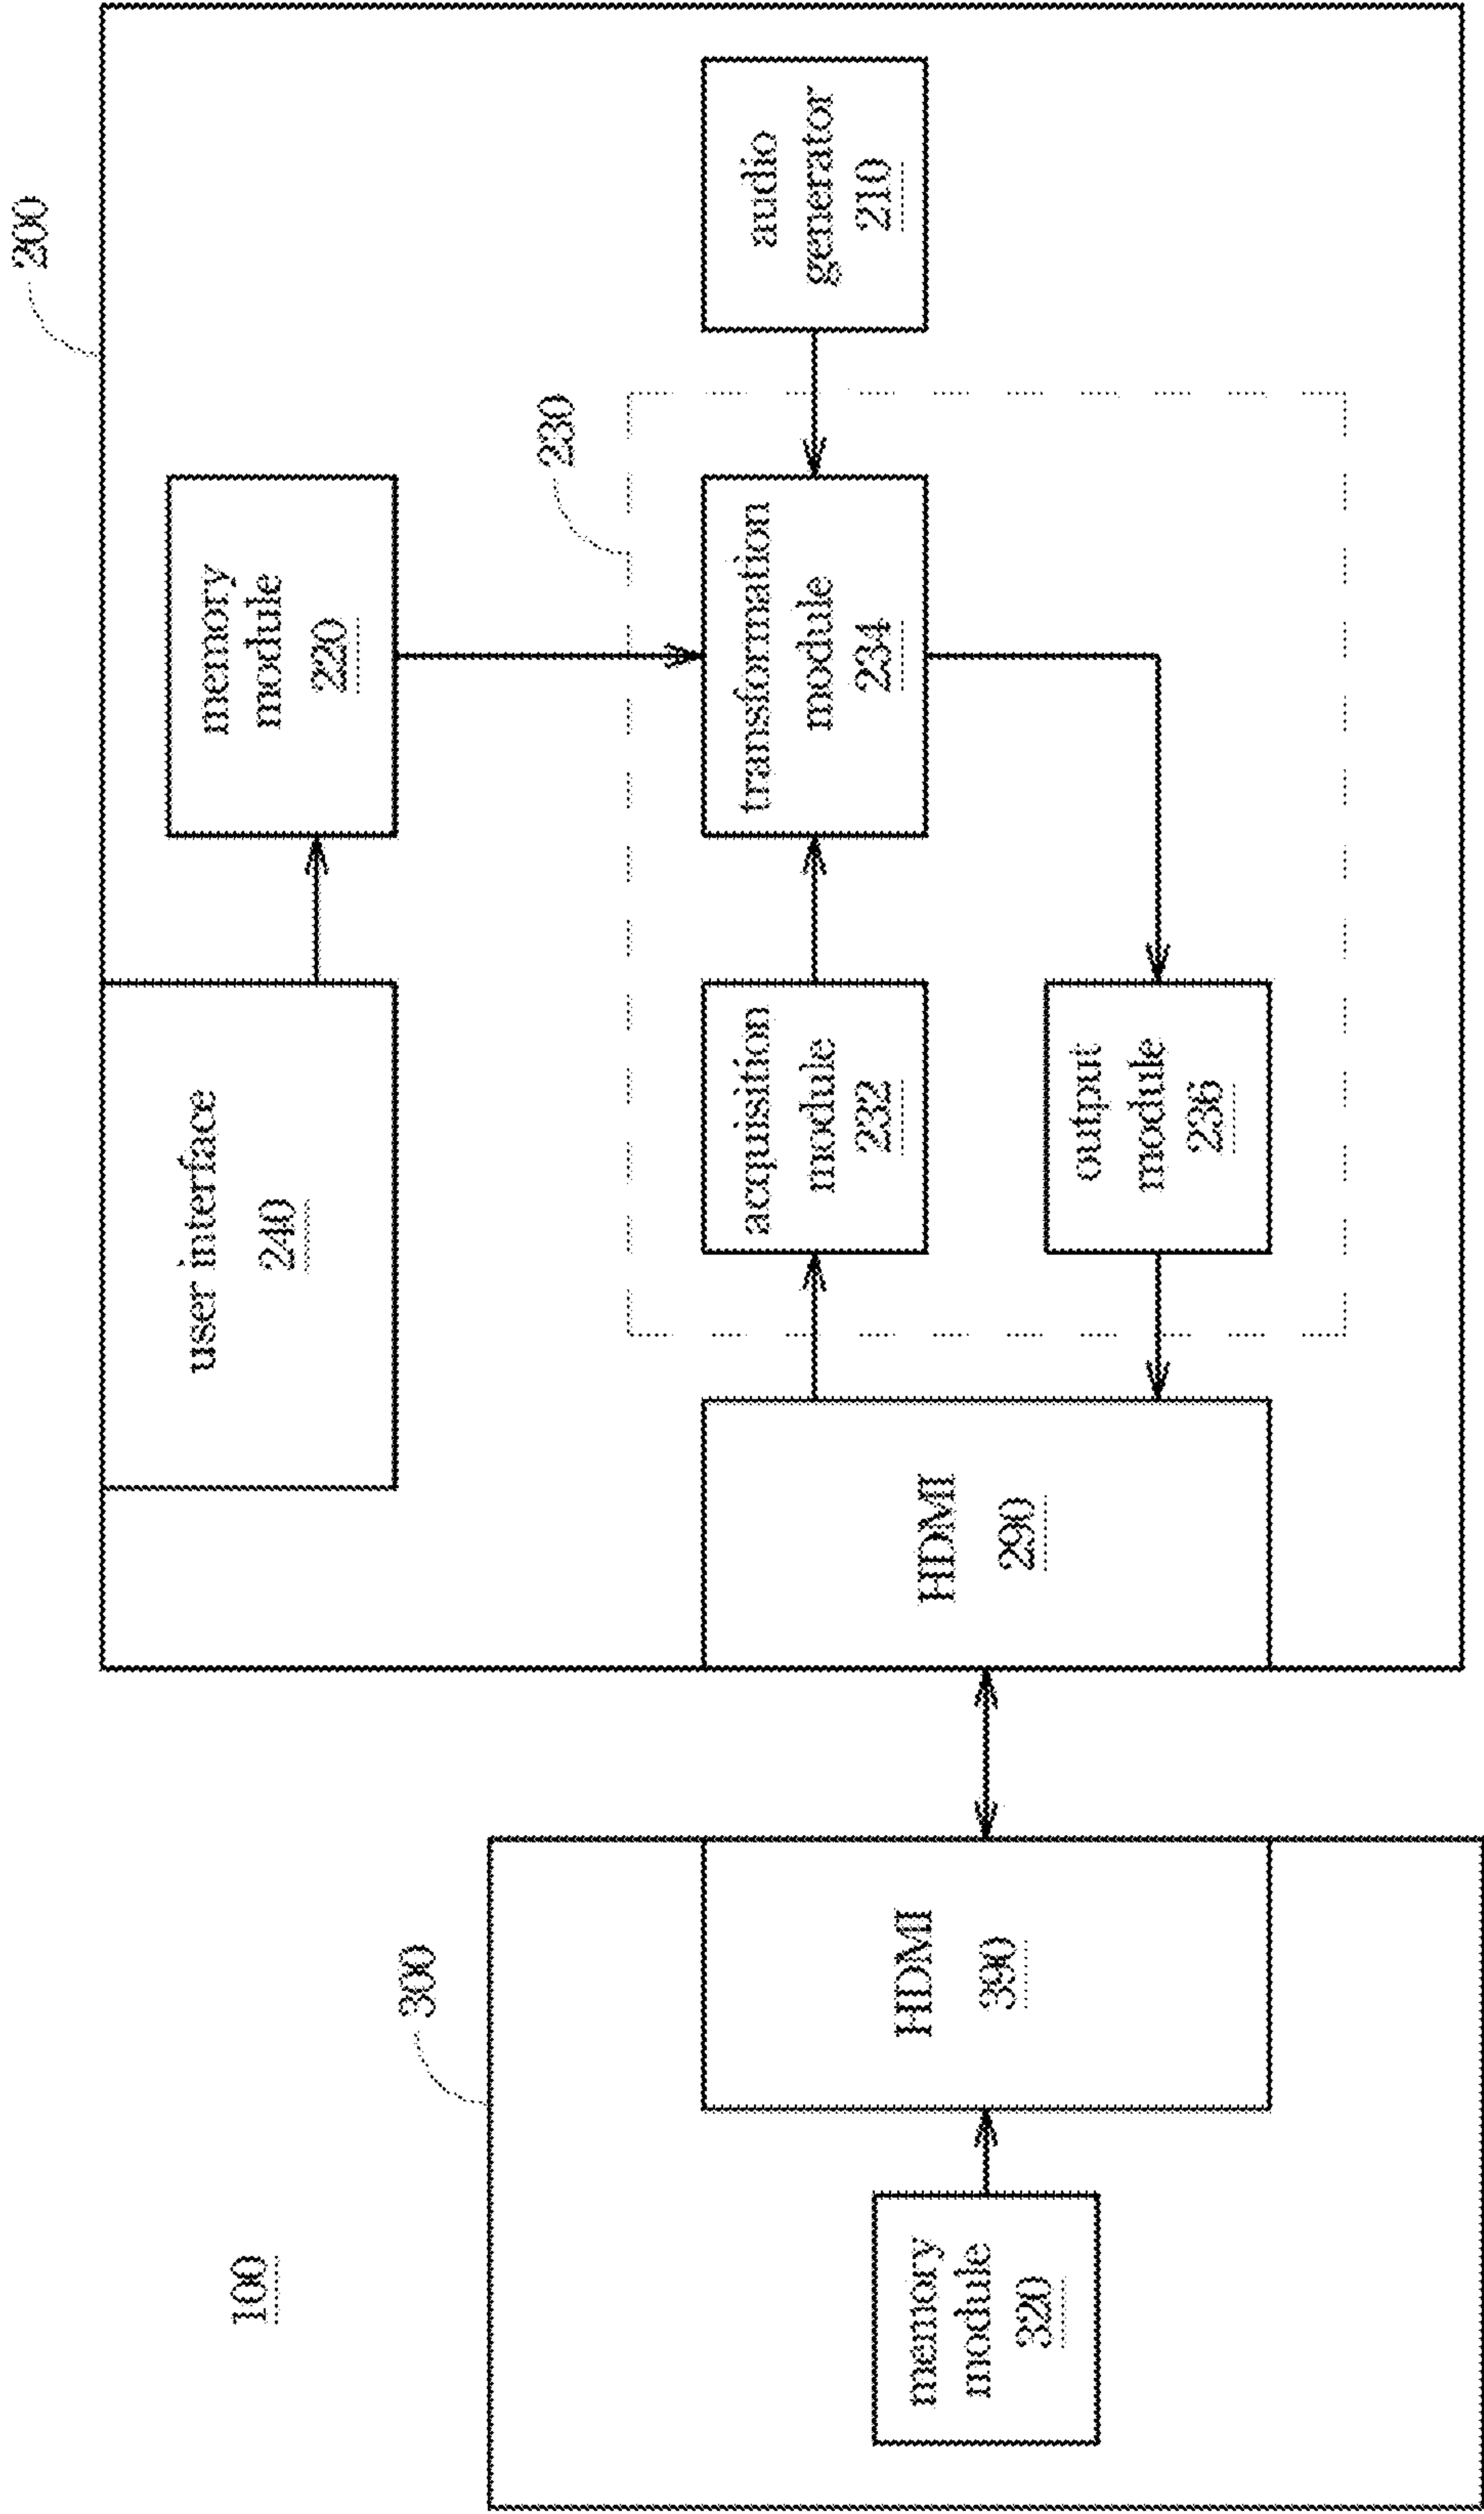 100
300
memory
module
320
HDMI
390
200
user interface
240
memory
module
220
230
HDMI
290
acquisition
module
232
transformation
module
234
audio
generator
210
output
module
236